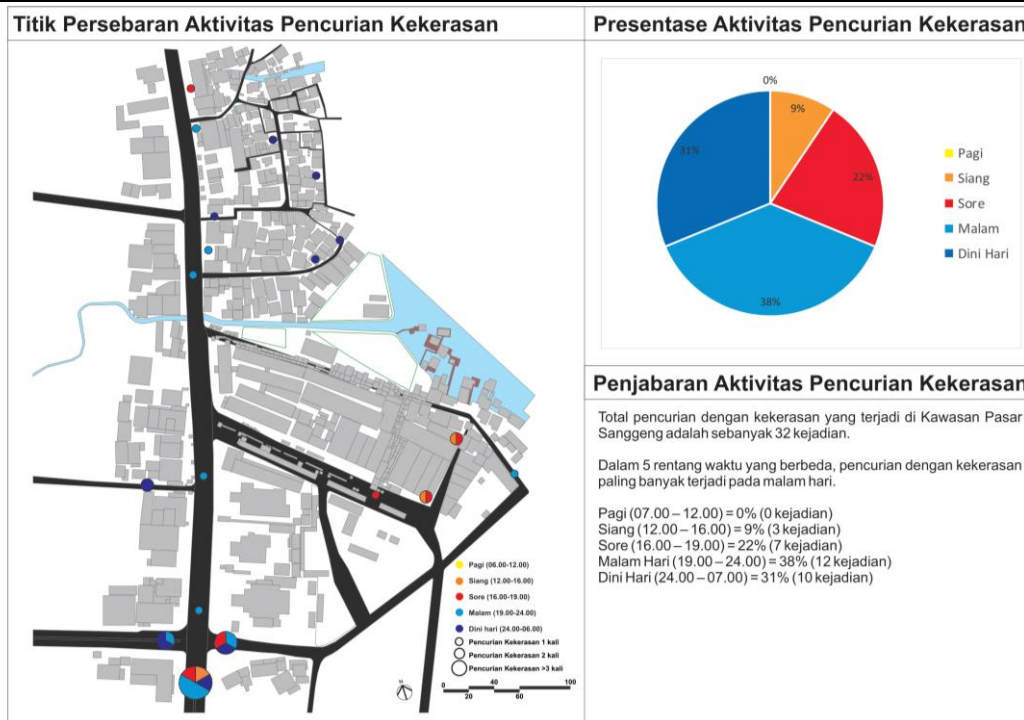 Titik Persebaran Aktivitas Pencurian Kekerasan
Pagi (06.00-12.00)
Siang (12.00-16.00)
Sore (16.00-19.00)
Malam (19.00-24.00)
Dini hari (24.00-06.00)
Pencurian Kekerasan 1 kali
Pencurian Kekerasan 2 kali
Pencurian Kekerasan >3 kali
0 40 100
20 60
Presentase Aktivitas Pencurian Kekerasan
0%
9%
31%
22%
38%
Pagi
Siang
Sore
Malam
Dini Hari
Penjabaran Aktivitas Pencurian Kekerasan
Total pencurian dengan kekerasan yang terjadi di Kawasan Pasar
Sanggeng adalah sebanyak 32 kejadian.
Dalam 5 rentang waktu yang berbeda, pencurian dengan kekerasan
paling banyak terjadi pada malam hari.
Pagi (07.00 – 12.00) = 0% (0 kejadian)
Siang (12.00 – 16.00) = 9% (3 kejadian)
Sore (16.00 – 19.00) = 22% (7 kejadian)
Malam Hari (19.00 – 24.00) = 38% (12 kejadian)
Dini Hari (24.00 – 07.00) = 31% (10 kejadian)